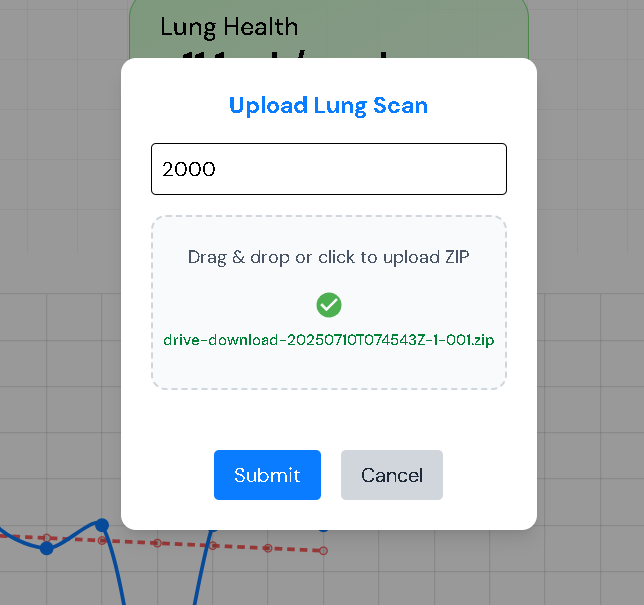 Lung Health
Upload Lung Scan
2000
Drag & drop or click to upload ZIP
drive-download-20250710T074543Z-1-001.zip
Submit
Cancel